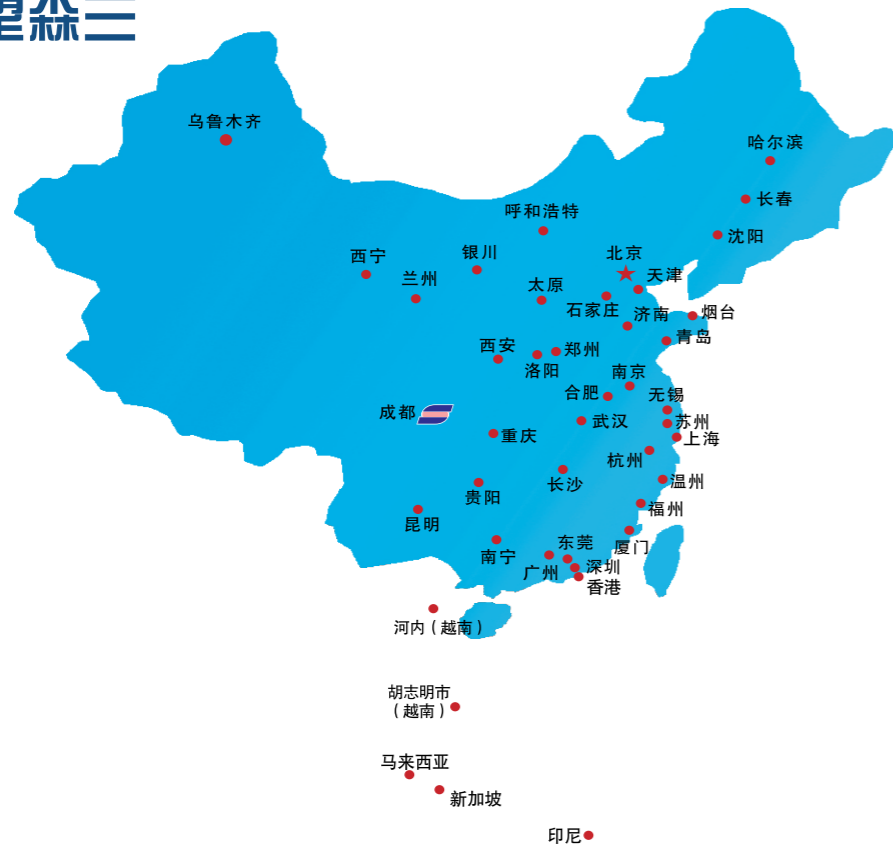 乌鲁木齐
哈尔滨
长春
呼和浩特
沈阳
北京
银川
西宁
天津
兰州
太原
石家庄
烟台
济南
青岛
西安
郑州
洛阳
南京
合肥
无锡
成都
武汉
苏州
重庆
上海
杭州
长沙
温州
贵阳
福州
昆明
东莞
厦门
南宁
广州
深圳
香港
河内（越南）
胡志明市
（越南）
马来西亚
新加坡
印尼